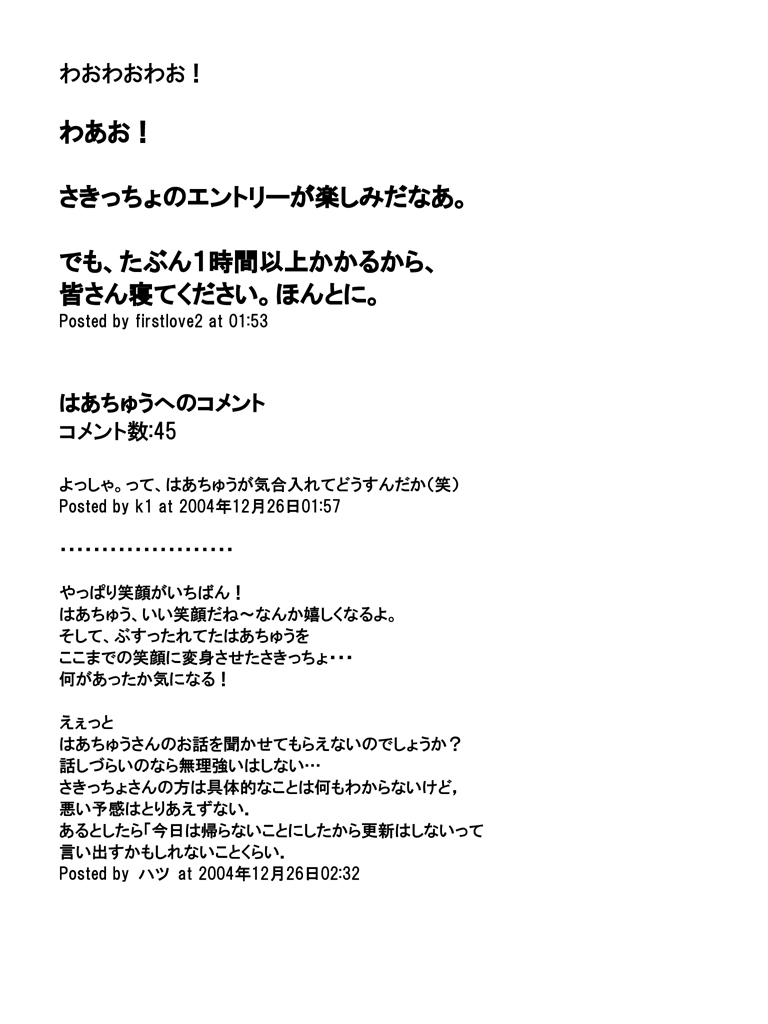 わおわおわお！
わあお！
さきっちょのエントリーが楽しみだなあ。
でも、たぶん１時間以上かかるから、
皆さん寝てください。ほんとに。
Posted by firstlove2 at 01:53
はあちゅうへのコメント
コメント数:45
よっしゃ。って、はあちゅうが気合入れてどうすんだか（笑）
Posted by k1 at 2004年12月26日01:57
・・・・・・・・・・・・・・・・・・・・・
やっぱり笑顔がいちばん！
はあちゅう、いい笑顔だね～なんか嬉しくなるよ。
そして、ぶすったれてたはあちゅうを
ここまでの笑顔に変身させたさきっちょ・・・
何があったか気になる！
えぇっと
はあちゅうさんのお話を聞かせてもらえないのでしょうか？
話しづらいのなら無理強いはしない…
さきっちょさんの方は具体的なことは何もわからないけど，
悪い予感はとりあえずない．
あるとしたら「今日は帰らないことにしたから更新はしないって
言い出すかもしれないことくらい．
Posted by ハツ at 2004年12月26日02:32